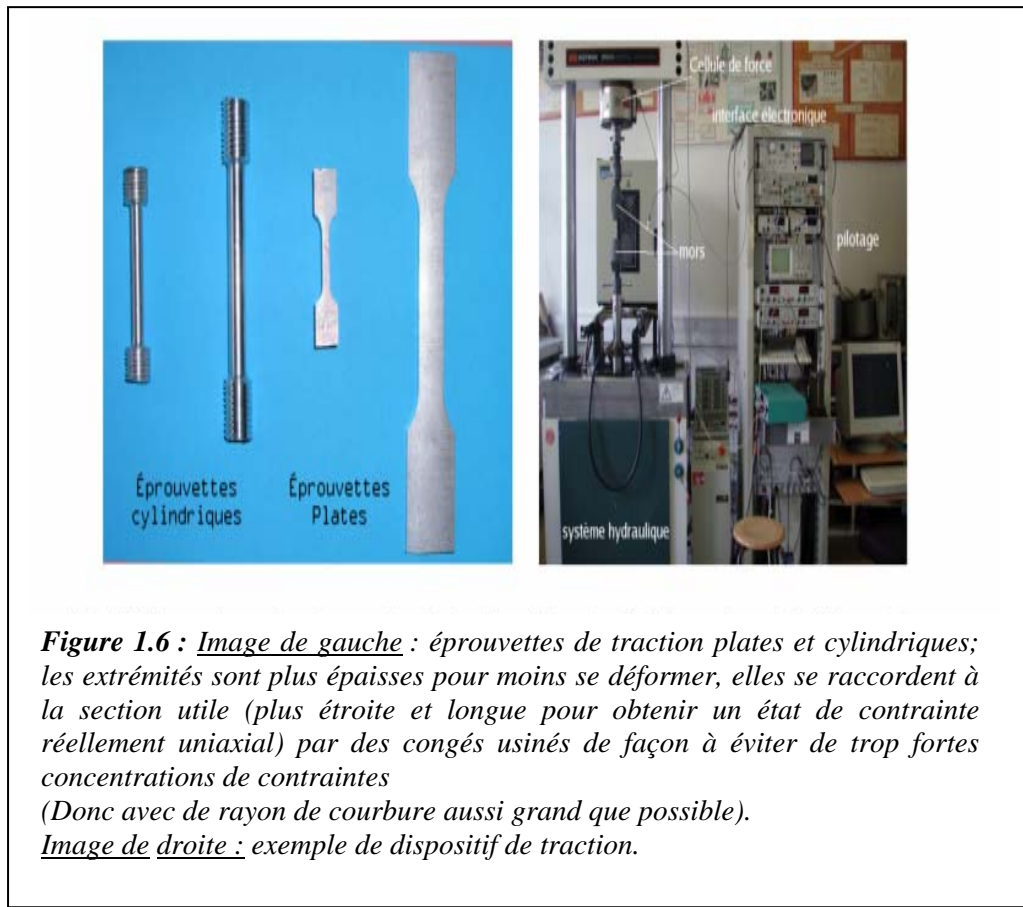 Cellule de force
interface électronique
pilotage
mors
Éprouvettes
cylindriques
Éprouvettes
Plates
système hydraulique
Figure 1.6 : Image de gauche : éprouvettes de traction plates et cylindriques;
les extrémités sont plus épaisses pour moins se déformer, elles se raccordent à
la section utile (plus étroite et longue pour obtenir un état de contrainte
réellement uniaxial) par des congés usinés de façon à éviter de trop fortes
concentrations de contraintes
(Donc avec de rayon de courbure aussi grand que possible).
Image de droite : exemple de dispositif de traction.